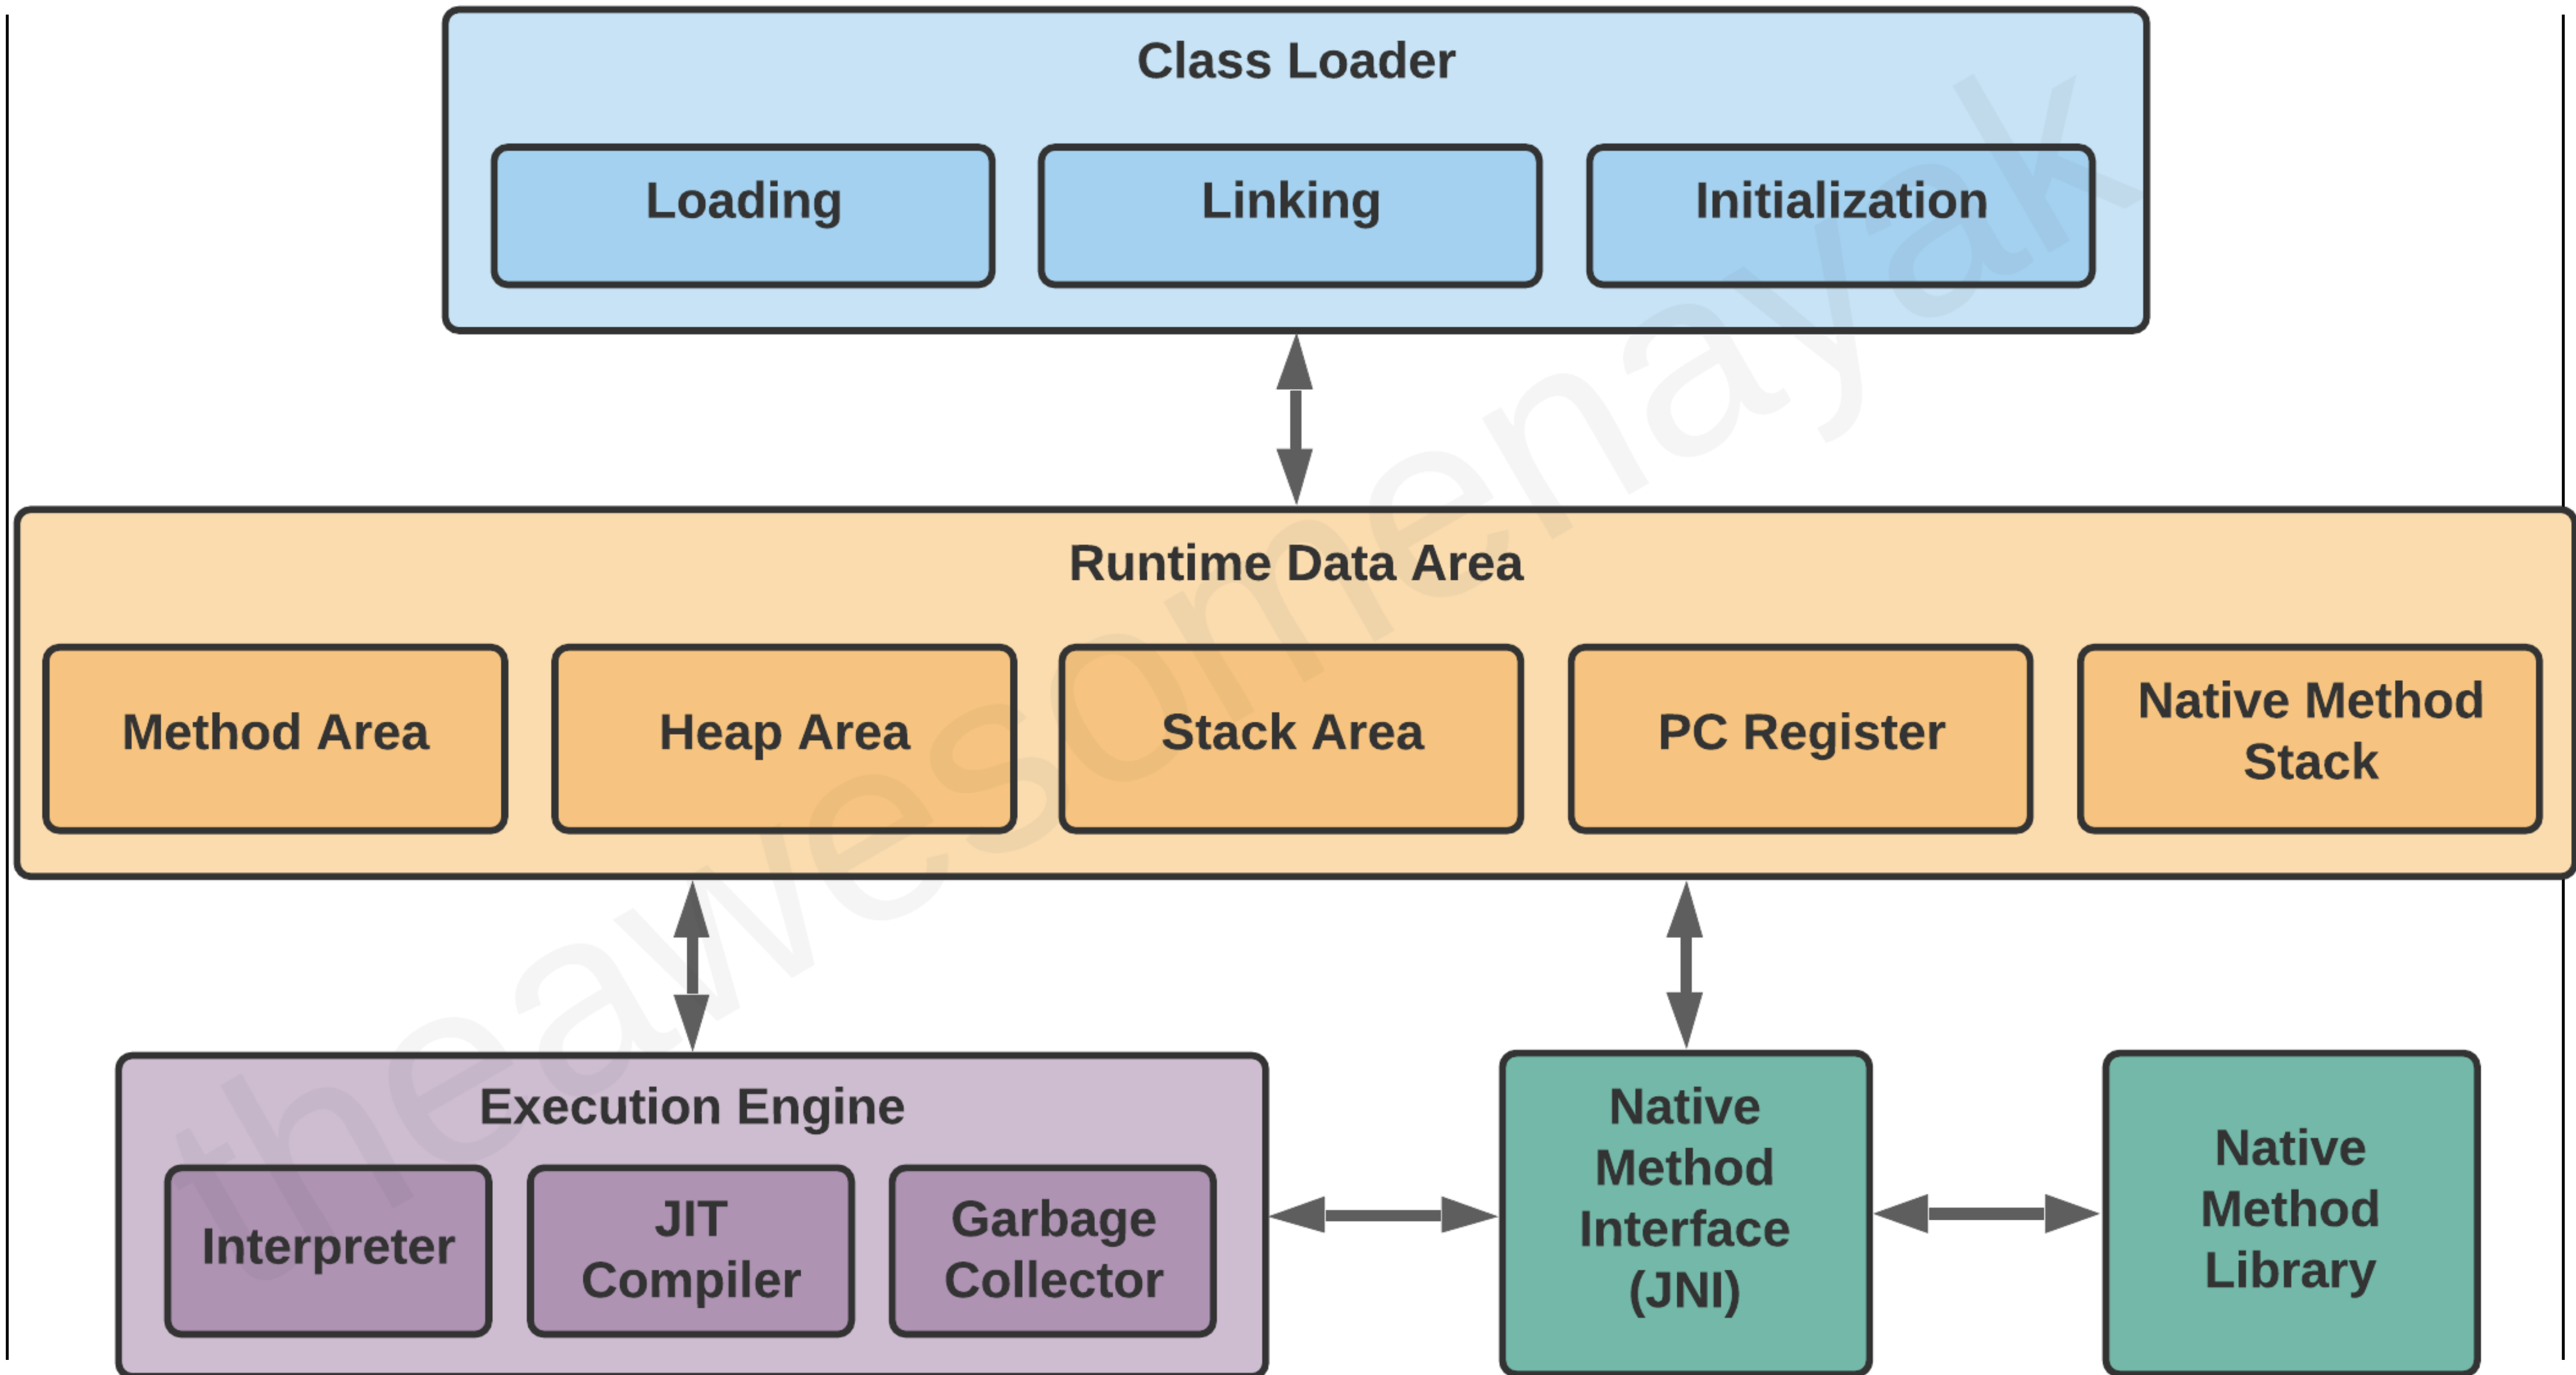 Class Loader
Loading
Linking
Initialization
Runtime Data Area
Method Area
Heap Area
Stack Area
PC Register
Native Method
Stack
Execution Engine
Interpreter
JIT
Compiler
Garbage
Collector
Native
Method
Interface
(JNI)
Native
Method
Library
theawesomenayak